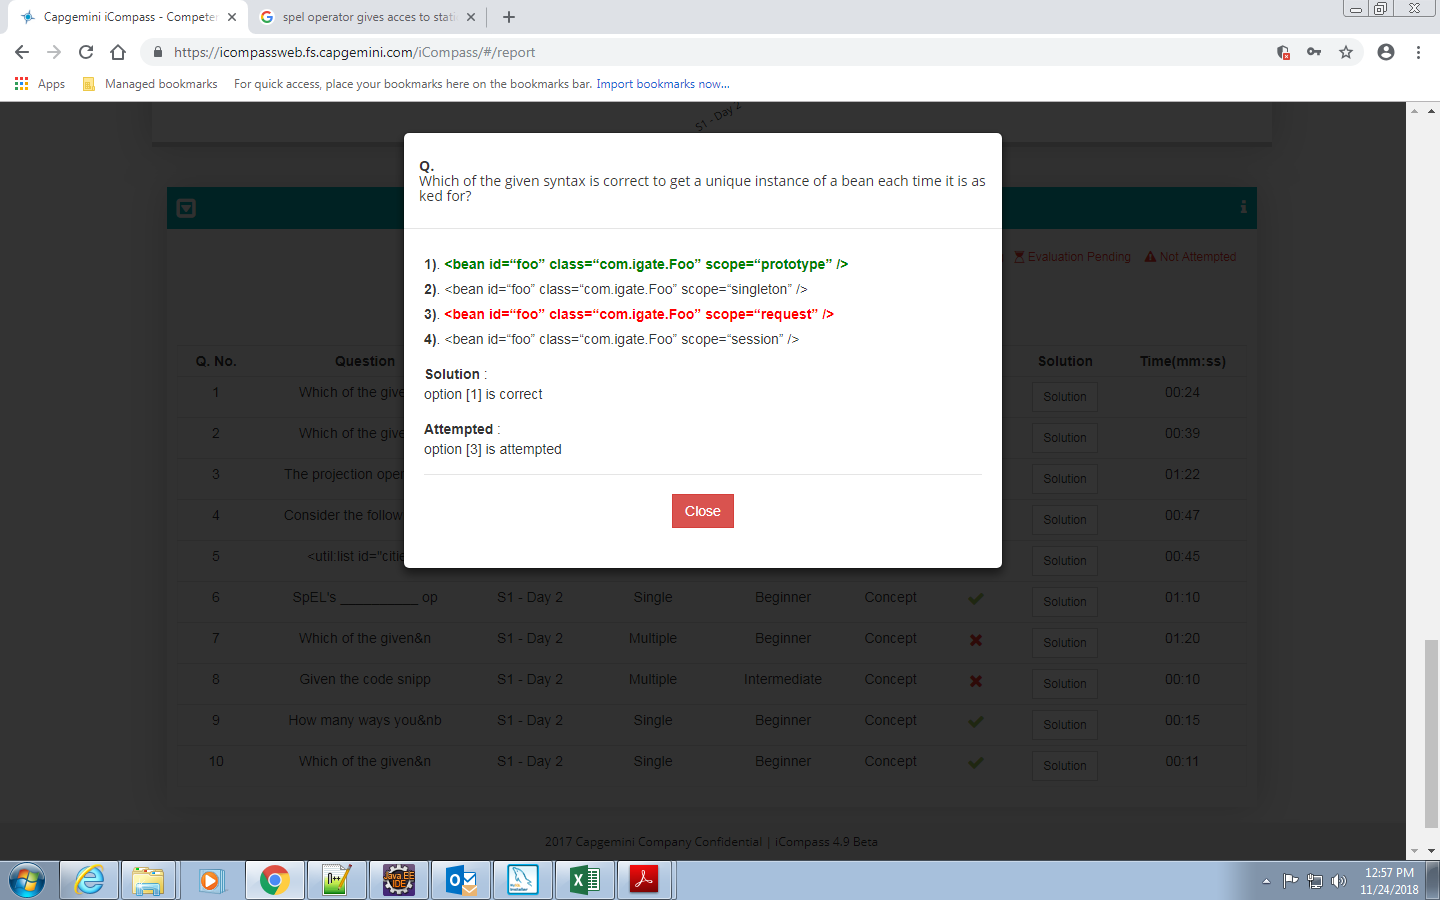 Capgemini iCompass - Competer
spel operator gives acces to stati
https://icompassweb.fs.capgemini.com/iCompass/#/report
Apps
Managed bookmarks
For quick access, place your bookmarks here on the bookmarks bar. Import bookmarks now...
S1 - Day 2
Q.
Which of the given syntax is correct to get a unique instance of a bean each time it is as
ked for?
Evaluation Pending
Not Attempted
1). <bean id=“foo” class=“com.igate.Foo” scope=“prototype” />
2). <bean id=“foo” class=“com.igate.Foo” scope=“singleton” />
3). <bean id=“foo” class=“com.igate.Foo” scope=“request” />
4). <bean id=“foo” class=“com.igate.Foo” scope=“session” />
Solution :
option [1] is correct
Attempted :
option [3] is attempted
Close
Q. No. Question Solution Time(mm:ss)
1 Which of the give Solution 00:24
2 Which of the give Solution 00:39
3 The projection oper Solution 01:22
4 Consider the follow Solution 00:47
5 <util:list id="citie Solution 00:45
6 SpEL's __________ op S1 - Day 2 Single Beginner Concept Solution 01:10
7 Which of the given&n S1 - Day 2 Multiple Beginner Concept Solution 01:20
8 Given the code snipp S1 - Day 2 Multiple Intermediate Concept Solution 00:10
9 How many ways you&nb S1 - Day 2 Single Beginner Concept Solution 00:15
10 Which of the given&n S1 - Day 2 Single Beginner Concept Solution 00:11
2017 Capgemini Company Confidential | iCompass 4.9 Beta
Java EE
IDE
12:57 PM
11/24/2018